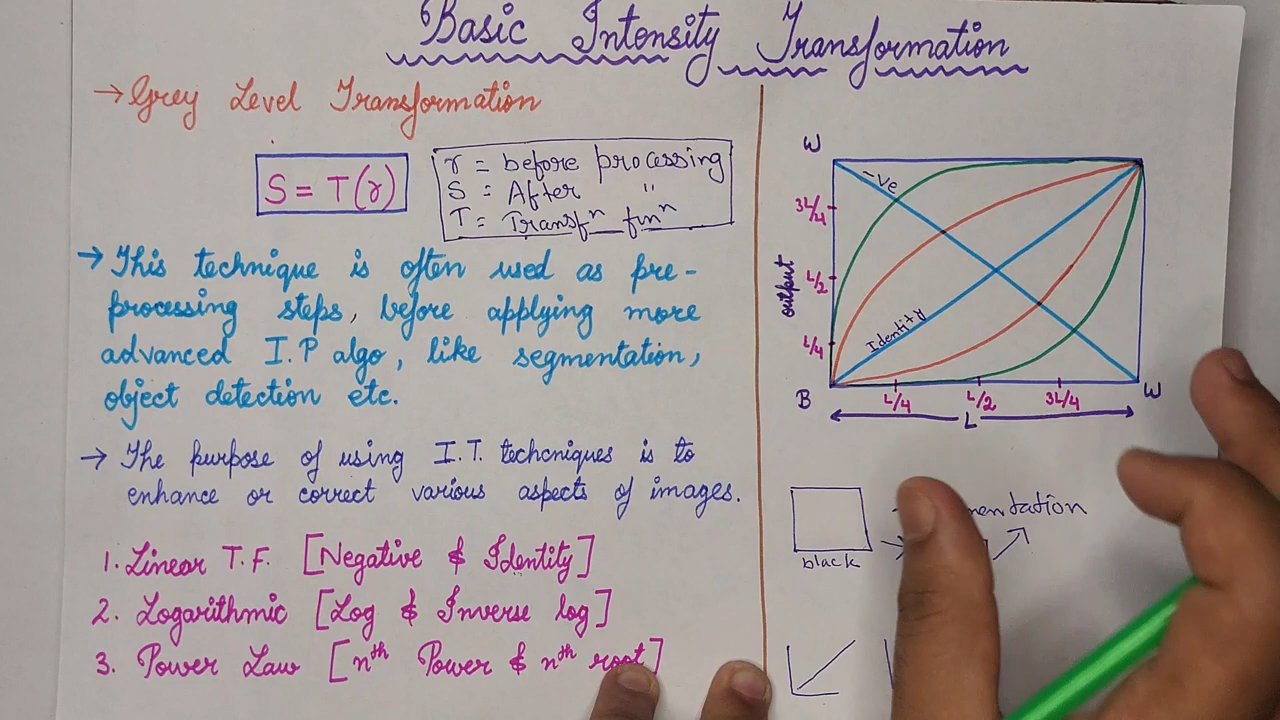 Basic Intensity Transformation
→ Grey Level Transformation
S = T(r)
r = before processing
S = After "
T = Transfⁿ funⁿ
→ This technique is often used as pre-
processing steps, before applying more
advanced I.P algo, like segmentation,
object detection etc.
→ The purpose of using I.T. techcniques is to
enhance or correct various aspects of images.
1. Linear T.F. [Negative & Identity]
2. Logarithmic [Log & Inverse log]
3. Power Law [nth Power & nth root]
W
-ve
3L/4
L/2
output
Identity
L/4
B
L/4 L/2 3L/4
W
L
black